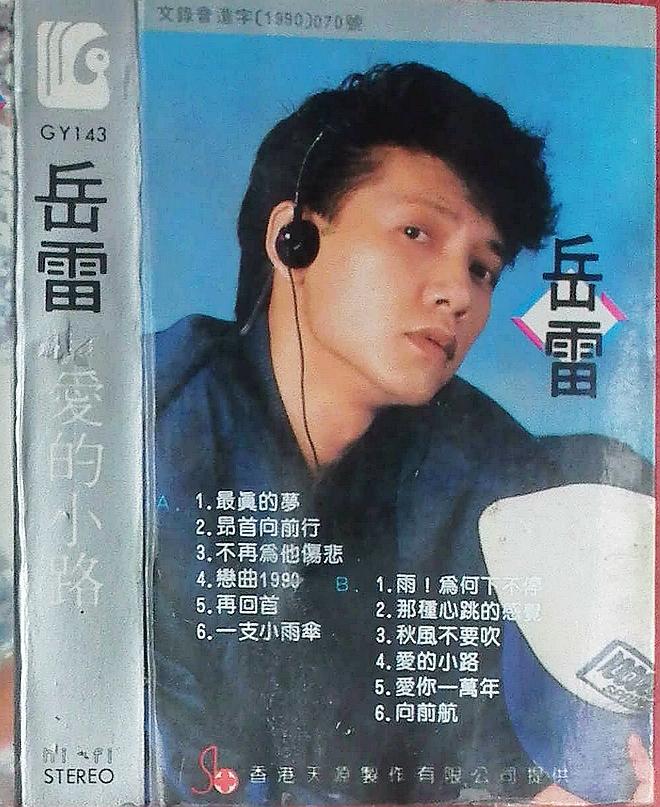 文錄會進字(1990)070號
GY143
岳雷
愛的小路
STEREO
岳雷
A.
1.最真的夢
2.昂首向前行
3.不再爲他傷悲
4.戀曲1990
5.再回首
6.一支小雨傘
B.
1.雨！爲何下不停
2.那種心跳的感覺
3.秋風不要吹
4.愛的小路
5.愛你一萬年
6.向前航
香港天源製作有限公司提供